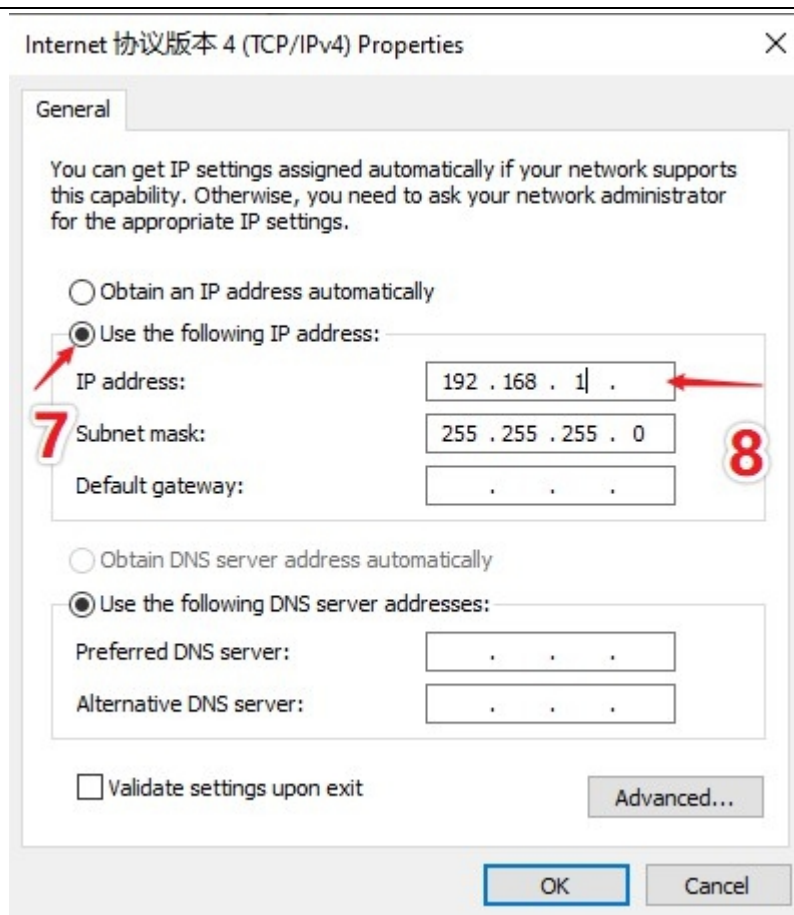 Internet 协议版本 4 (TCP/IPv4) Properties
General
You can get IP settings assigned automatically if your network supports
this capability. Otherwise, you need to ask your network administrator
for the appropriate IP settings.
Obtain an IP address automatically
Use the following IP address:
IP address: 192 . 168 . 1 .
7
Subnet mask: 255 . 255 . 255 . 0
8
Default gateway: . . .
Obtain DNS server address automatically
Use the following DNS server addresses:
Preferred DNS server: . . .
Alternative DNS server: . . .
Validate settings upon exit
Advanced...
OK Cancel